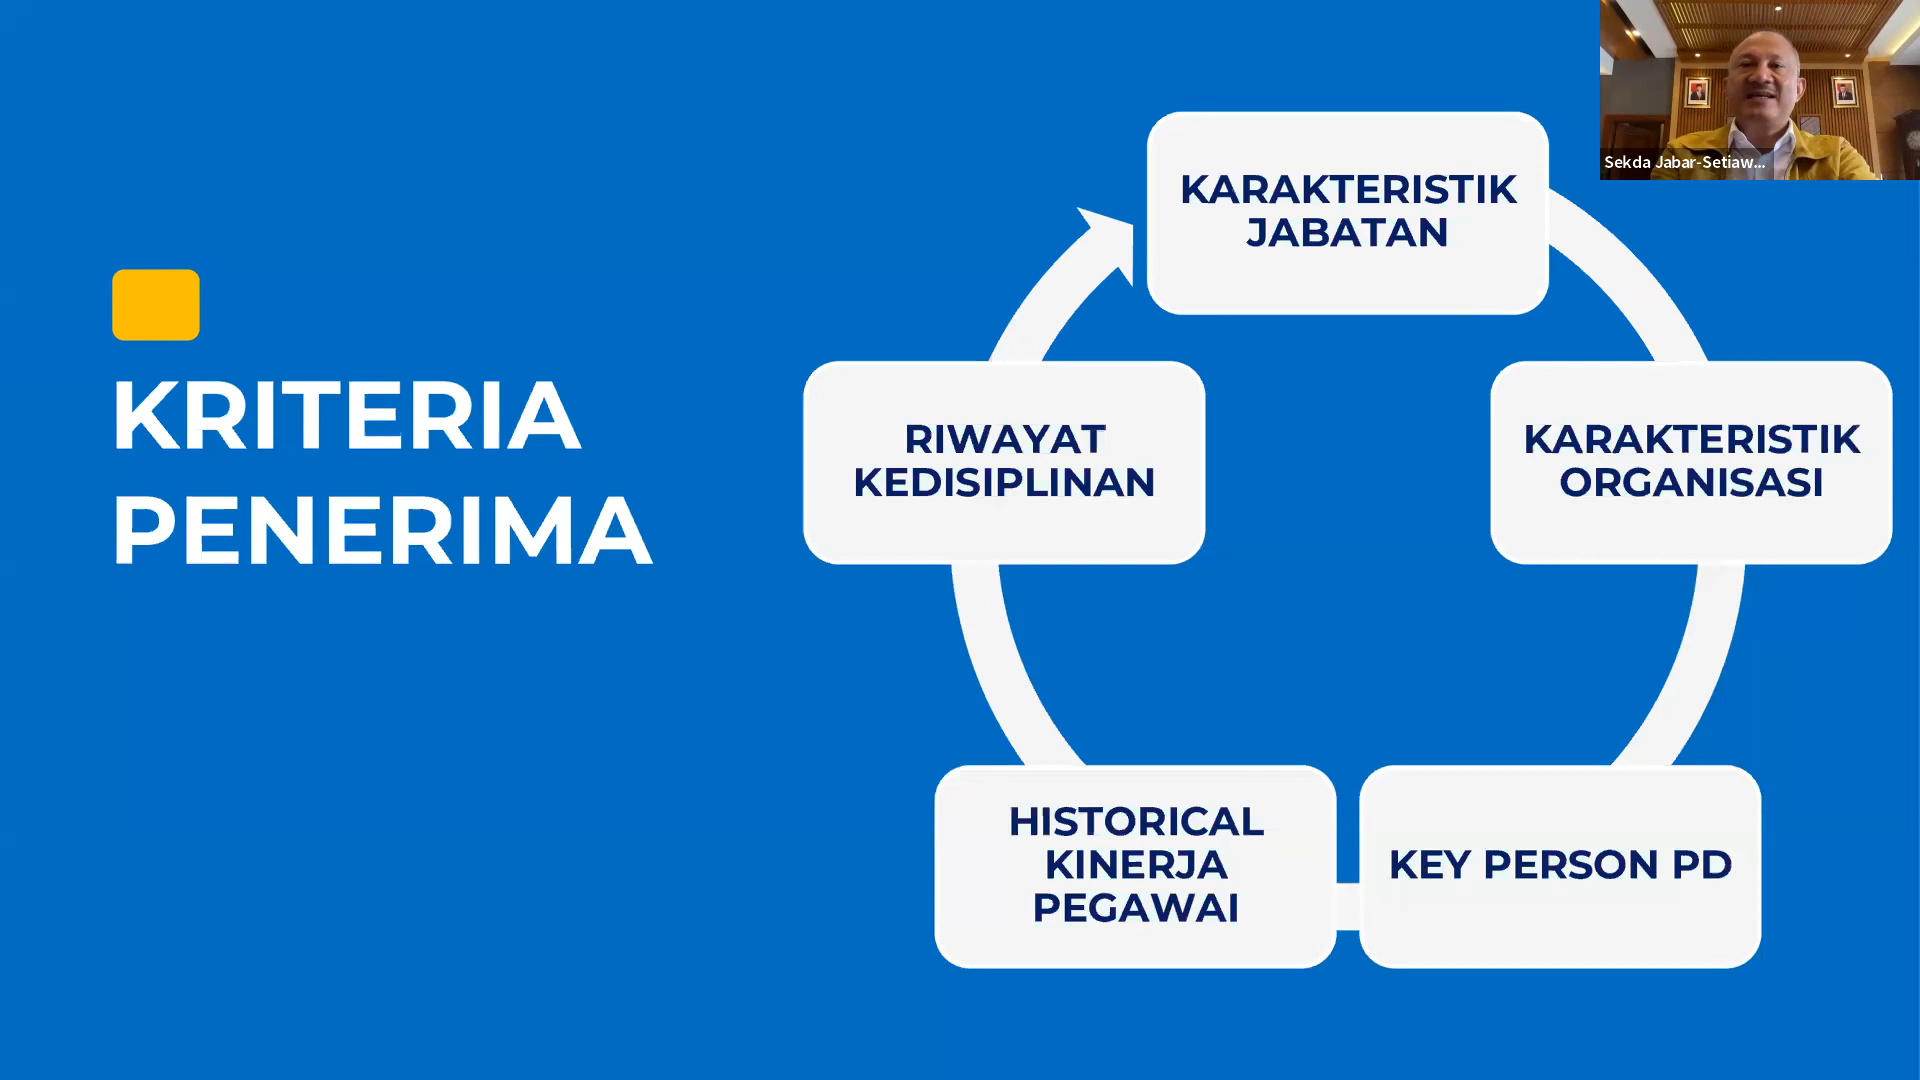 Sekda Jabar-Setiaw...
KRITERIA
PENERIMA
KARAKTERISTIK
JABATAN
KARAKTERISTIK
ORGANISASI
KEY PERSON PD
HISTORICAL
KINERJA
PEGAWAI
RIWAYAT
KEDISIPLINAN